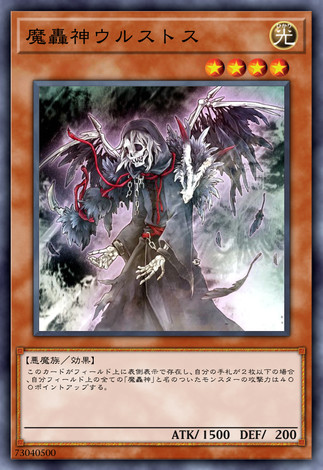 魔轟神ウルストス
光
【悪魔族／効果】
このカードがフィールド上に表側表示で存在し、自分の手札が２枚以下の場合、
自分フィールド上の全ての「魔轟神」と名のついたモンスターの攻撃力は４０
０ポイントアップする。
ATK/1500 DEF/ 200
73040500